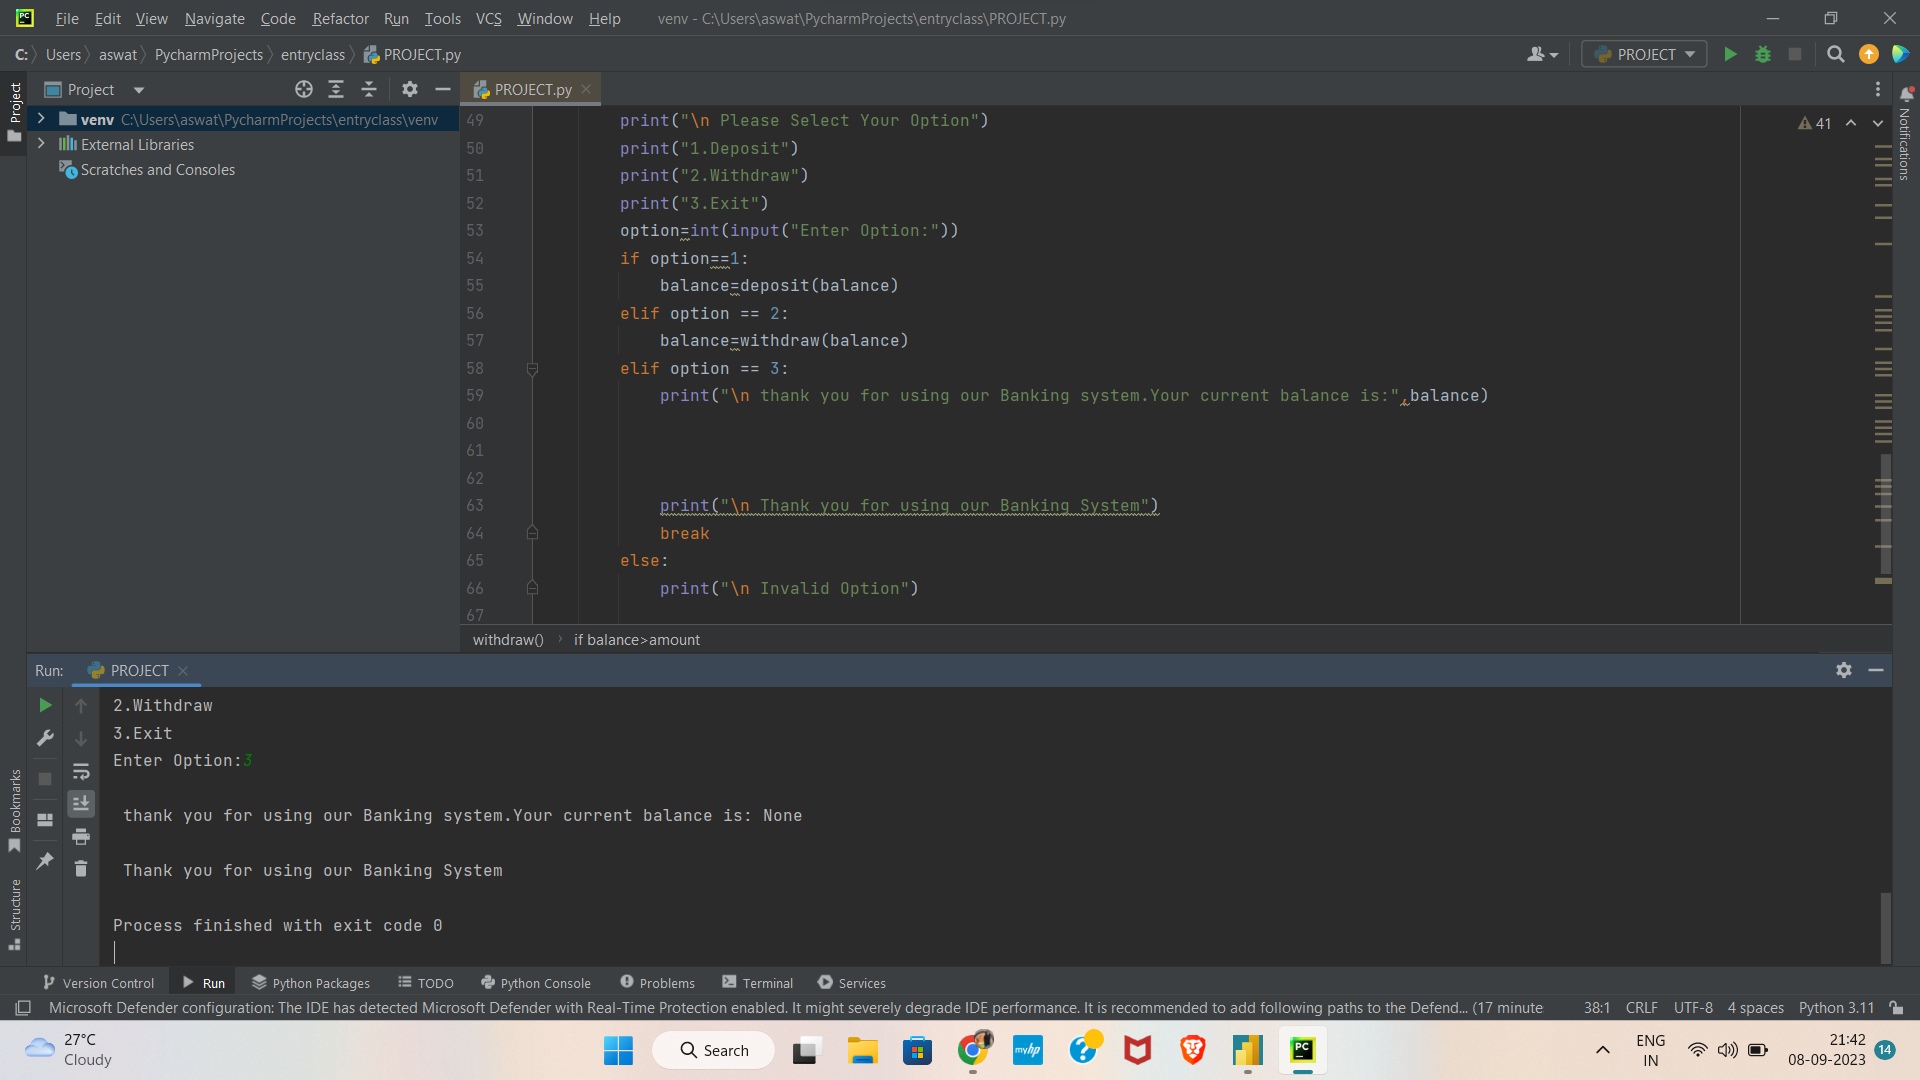 PC File Edit View Navigate Code Refactor Run Tools VCS Window Help venv - C:\Users\aswat\PycharmProjects\entryclass\PROJECT.py
C: Users aswat PycharmProjects entryclass PROJECT.py PROJECT
Project
Project PROJECT.py
venv C:\Users\aswat\PycharmProjects\entryclass\venv
External Libraries
Scratches and Consoles
41
Notifications
49 print("\n Please Select Your Option")
50 print("1.Deposit")
51 print("2.Withdraw")
52 print("3.Exit")
53 option=int(input("Enter Option:"))
54 if option==1:
55 balance=deposit(balance)
56 elif option == 2:
57 balance=withdraw(balance)
58 elif option == 3:
59 print("\n thank you for using our Banking system.Your current balance is:",balance)
60
61
62
63 print("\n Thank you for using our Banking System")
64 break
65 else:
66 print("\n Invalid Option")
67
withdraw() if balance>amount
Run: PROJECT
2.Withdraw
3.Exit
Enter Option:3
thank you for using our Banking system.Your current balance is: None
Thank you for using our Banking System
Process finished with exit code 0
Bookmarks
Structure
Version Control Run Python Packages TODO Python Console Problems Terminal Services
Microsoft Defender configuration: The IDE has detected Microsoft Defender with Real-Time Protection enabled. It might severely degrade IDE performance. It is recommended to add following paths to the Defend... (17 minute 38:1 CRLF UTF-8 4 spaces Python 3.11
27°C
Cloudy
Search
myhp
PC
ENG
IN
21:42
08-09-2023
14